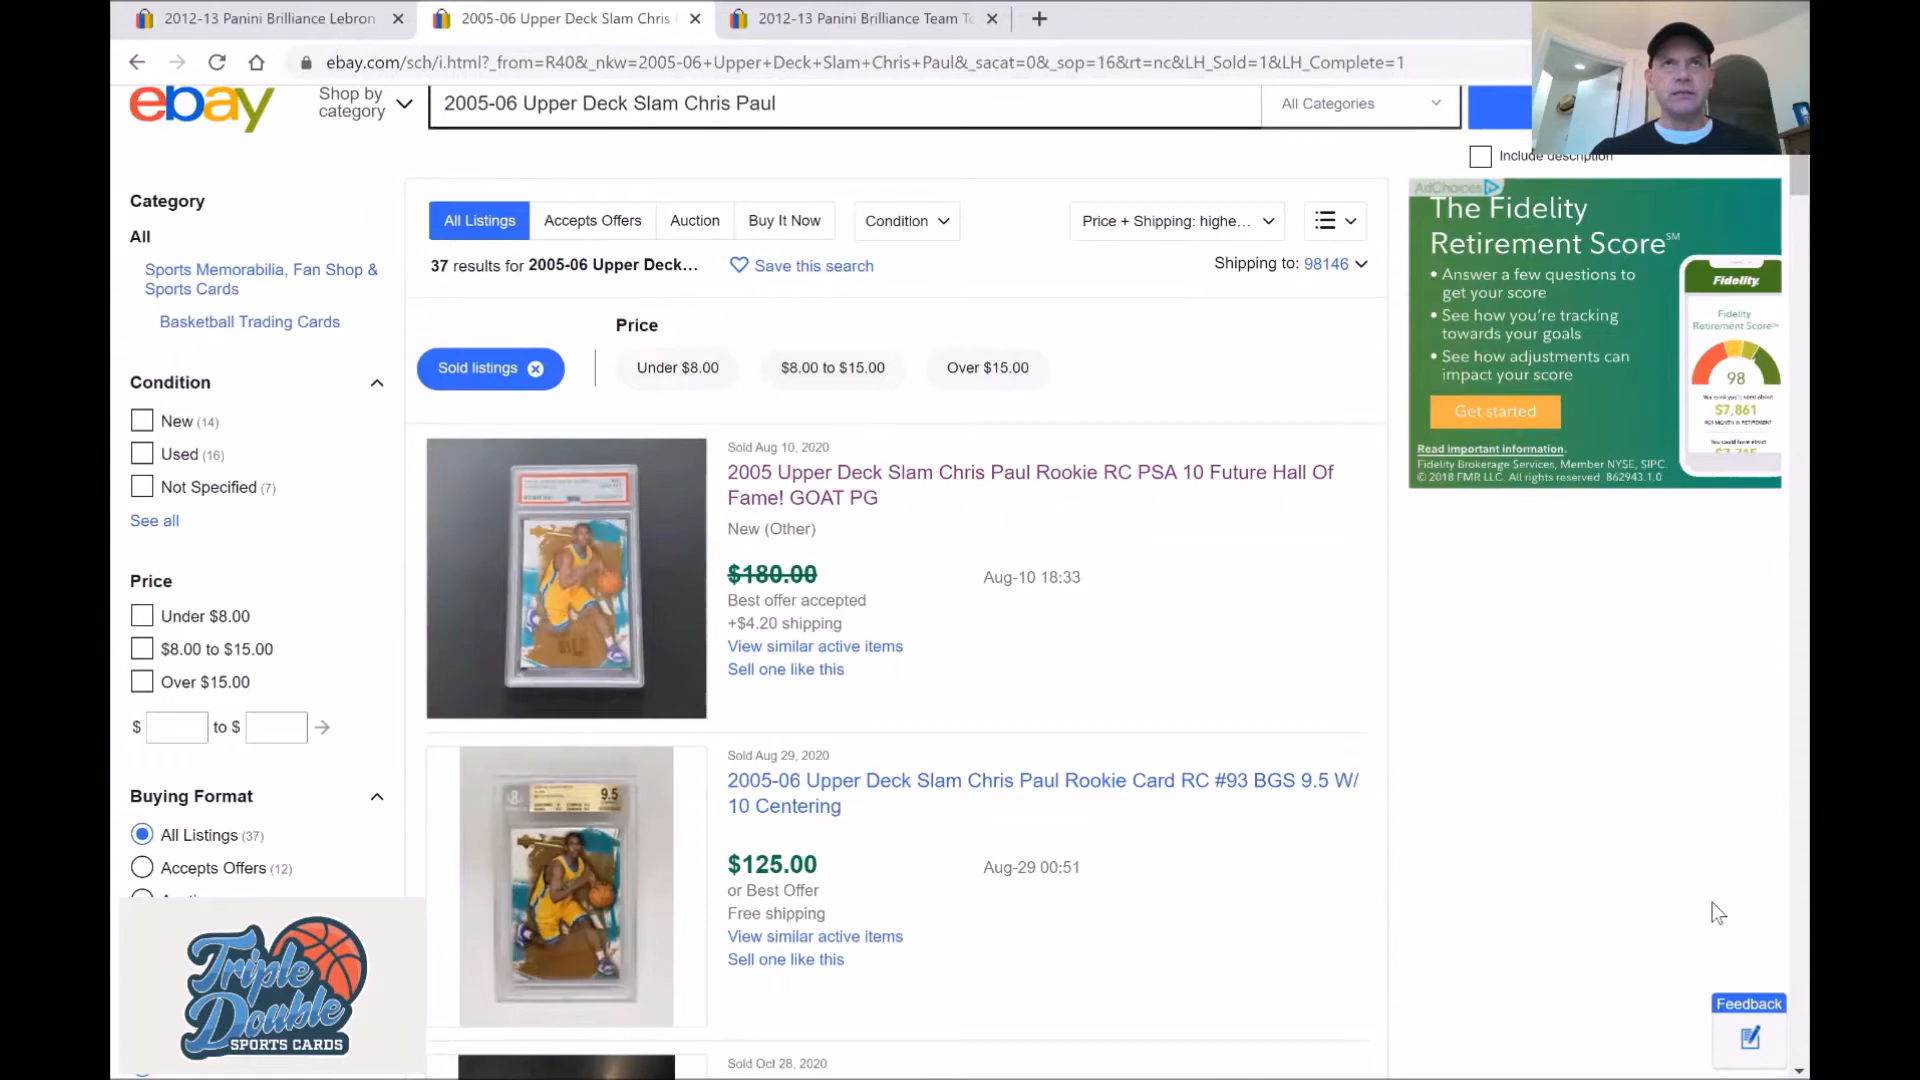 2012-13 Panini Brilliance Lebron
2005-06 Upper Deck Slam Chris
2012-13 Panini Brilliance Team To
ebay.com/sch/i.html?_from=R40&_nkw=2005-06+Upper+Deck+Slam+Chris+Paul&_sacat=0&_sop=16&rt=nc&LH_Sold=1&LH_Complete=1
ebay
Shop by
category
2005-06 Upper Deck Slam Chris Paul
All Categories
Include description
Category
All
Sports Memorabilia, Fan Shop &
Sports Cards
Basketball Trading Cards
Condition
New (14)
Used (16)
Not Specified (7)
See all
Price
Under $8.00
$8.00 to $15.00
Over $15.00
$ to $
Buying Format
All Listings (37)
Accepts Offers (12)
Triple
Double
SPORTS CARDS
All Listings
Accepts Offers
Auction
Buy It Now
Condition
Price + Shipping: highe...
37 results for 2005-06 Upper Deck...
Save this search
Shipping to: 98146
Price
Sold listings
Under $8.00
$8.00 to $15.00
Over $15.00
Sold Aug 10, 2020
2005 Upper Deck Slam Chris Paul Rookie RC PSA 10 Future Hall Of
Fame! GOAT PG
New (Other)
$180.00
Aug-10 18:33
Best offer accepted
+$4.20 shipping
View similar active items
Sell one like this
9.5
Sold Aug 29, 2020
2005-06 Upper Deck Slam Chris Paul Rookie Card RC #93 BGS 9.5 W/
10 Centering
$125.00
Aug-29 00:51
or Best Offer
Free shipping
View similar active items
Sell one like this
Sold Oct 28, 2020
AdChoices
The Fidelity
Retirement Score℠
• Answer a few questions to
get your score
• See how you're tracking
towards your goals
• See how adjustments can
impact your score
Get started
Read important information.
Fidelity Brokerage Services, Member NYSE, SIPC.
© 2018 FMR LLC. All rights reserved. 862943.1.0
Fidelity
Fidelity
Retirement Score℠
98
$7,861
Feedback